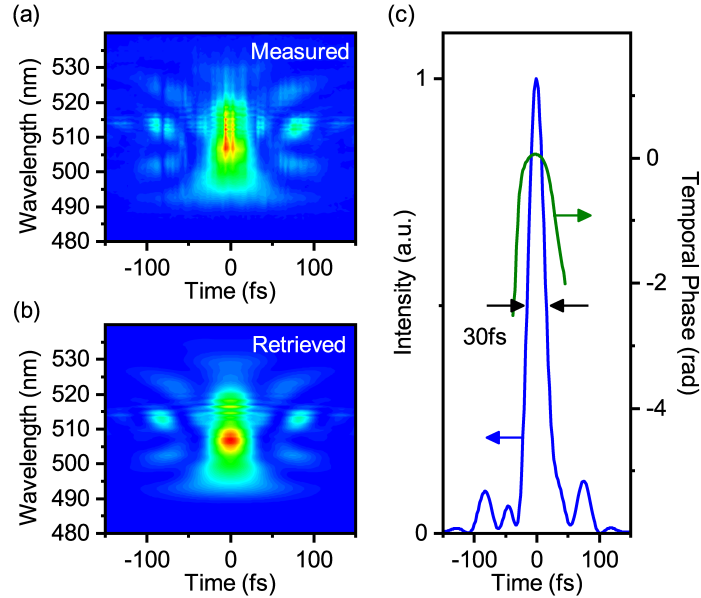 (a)
Measured
530
520
510
500
490
480
Wavelength (nm)
-100
0
100
Time (fs)
(b)
Retrieved
530
520
510
500
490
480
Wavelength (nm)
-100
0
100
Time (fs)
(c)
1
0
Intensity (a.u.)
30fs
0
-2
-4
Temporal Phase (rad)
-100
0
100
Time (fs)